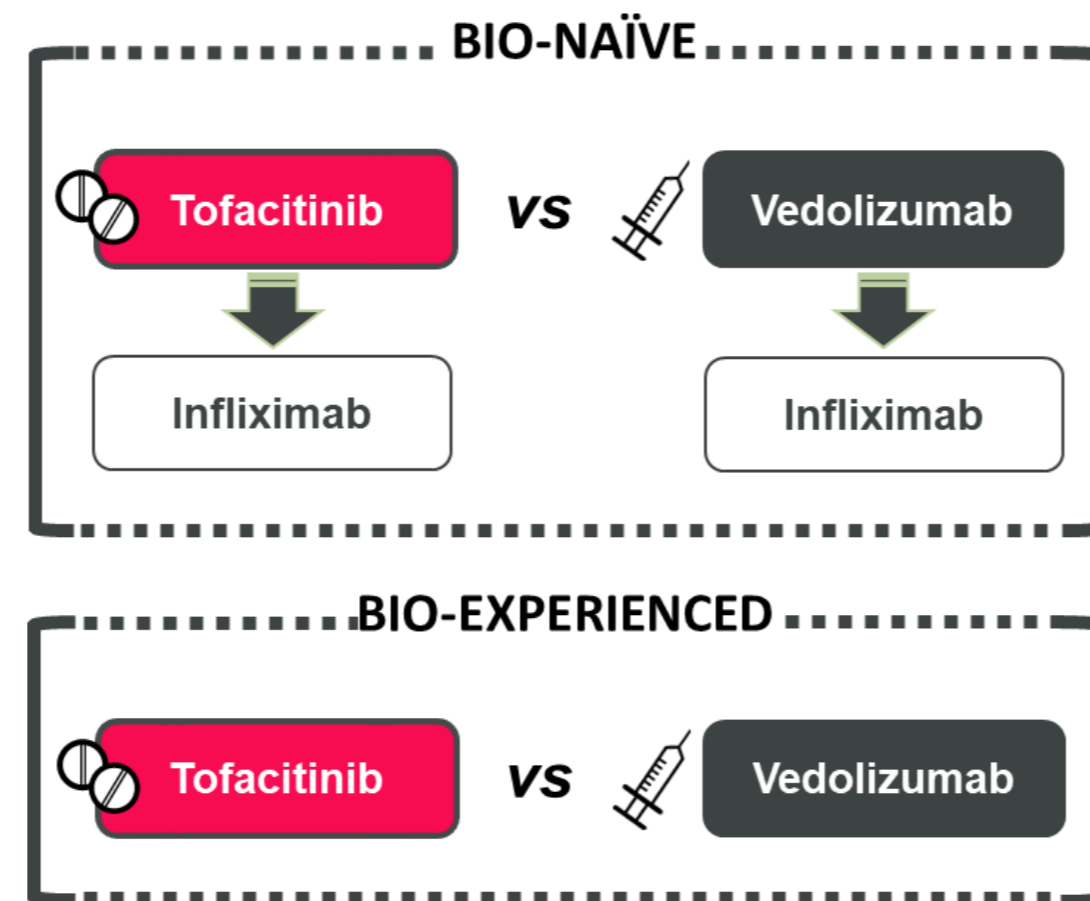 BIO-NAÏVE
Tofacitinib vs Vedolizumab
Infliximab Infliximab
BIO-EXPERIENCED
Tofacitinib vs Vedolizumab